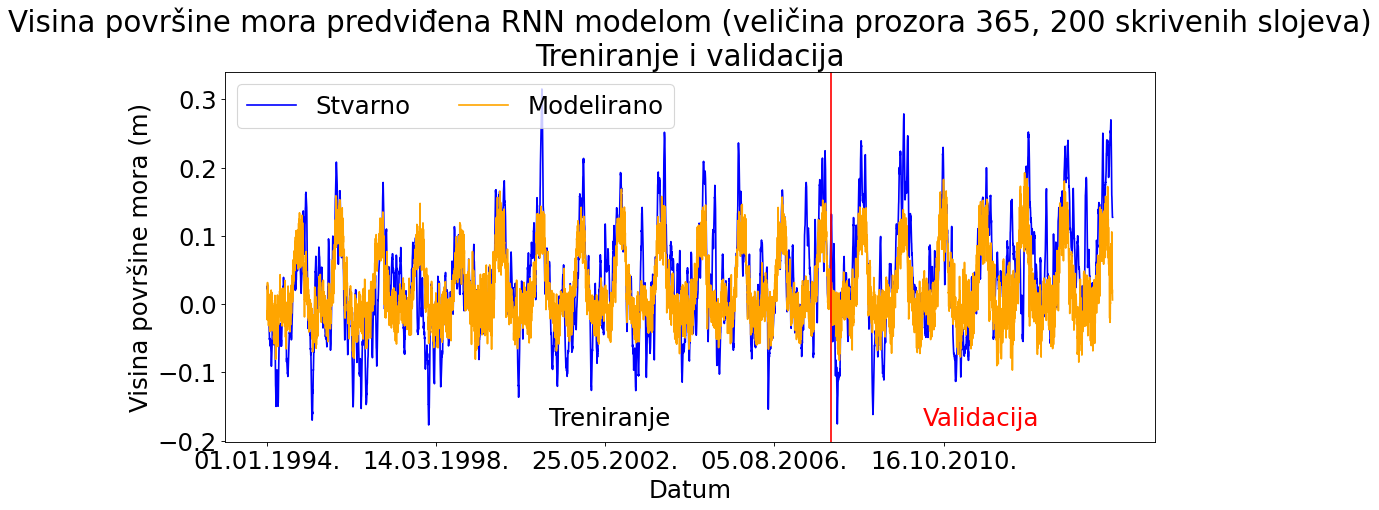 Visina površine mora predviđena RNN modelom (veličina prozora 365, 200 skrivenih slojeva)
Treniranje i validacija
Stvarno
Modelirano
Visina površine mora (m)
0.3
0.2
0.1
0.0
−0.1
−0.2
Treniranje
Validacija
01.01.1994.
14.03.1998.
25.05.2002.
05.08.2006.
16.10.2010.
Datum